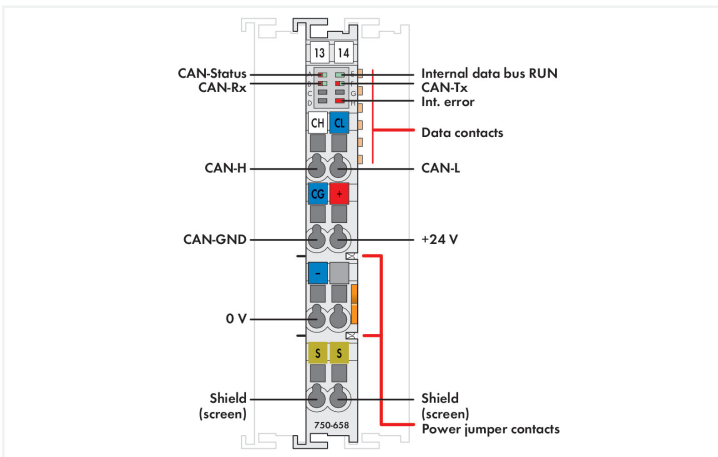 13 14
CAN-Status
A
E
Internal data bus RUN
CAN-Rx
B
F
CAN-Tx
C
G
D
H
Int. error
CH CL
Data contacts
CAN-H
CAN-L
CG +
CAN-GND
+24 V
-
0 V
S S
Shield
(screen)
Shield
(screen)
Power jumper contacts
750-658